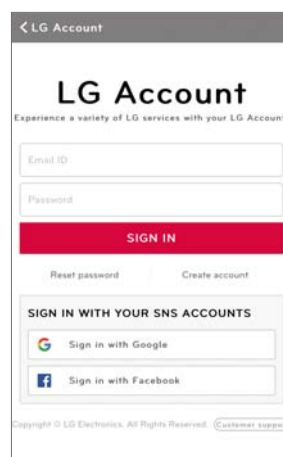 LG Account
LG Account
Experience a variety of LG services with your LG Accoun
Email ID
Password
SIGN IN
Reset password Create account
SIGN IN WITH YOUR SNS ACCOUNTS
Sign in with Google
Sign in with Facebook
Copyright © LG Electronics. All Rights Reserved. Customer suppo